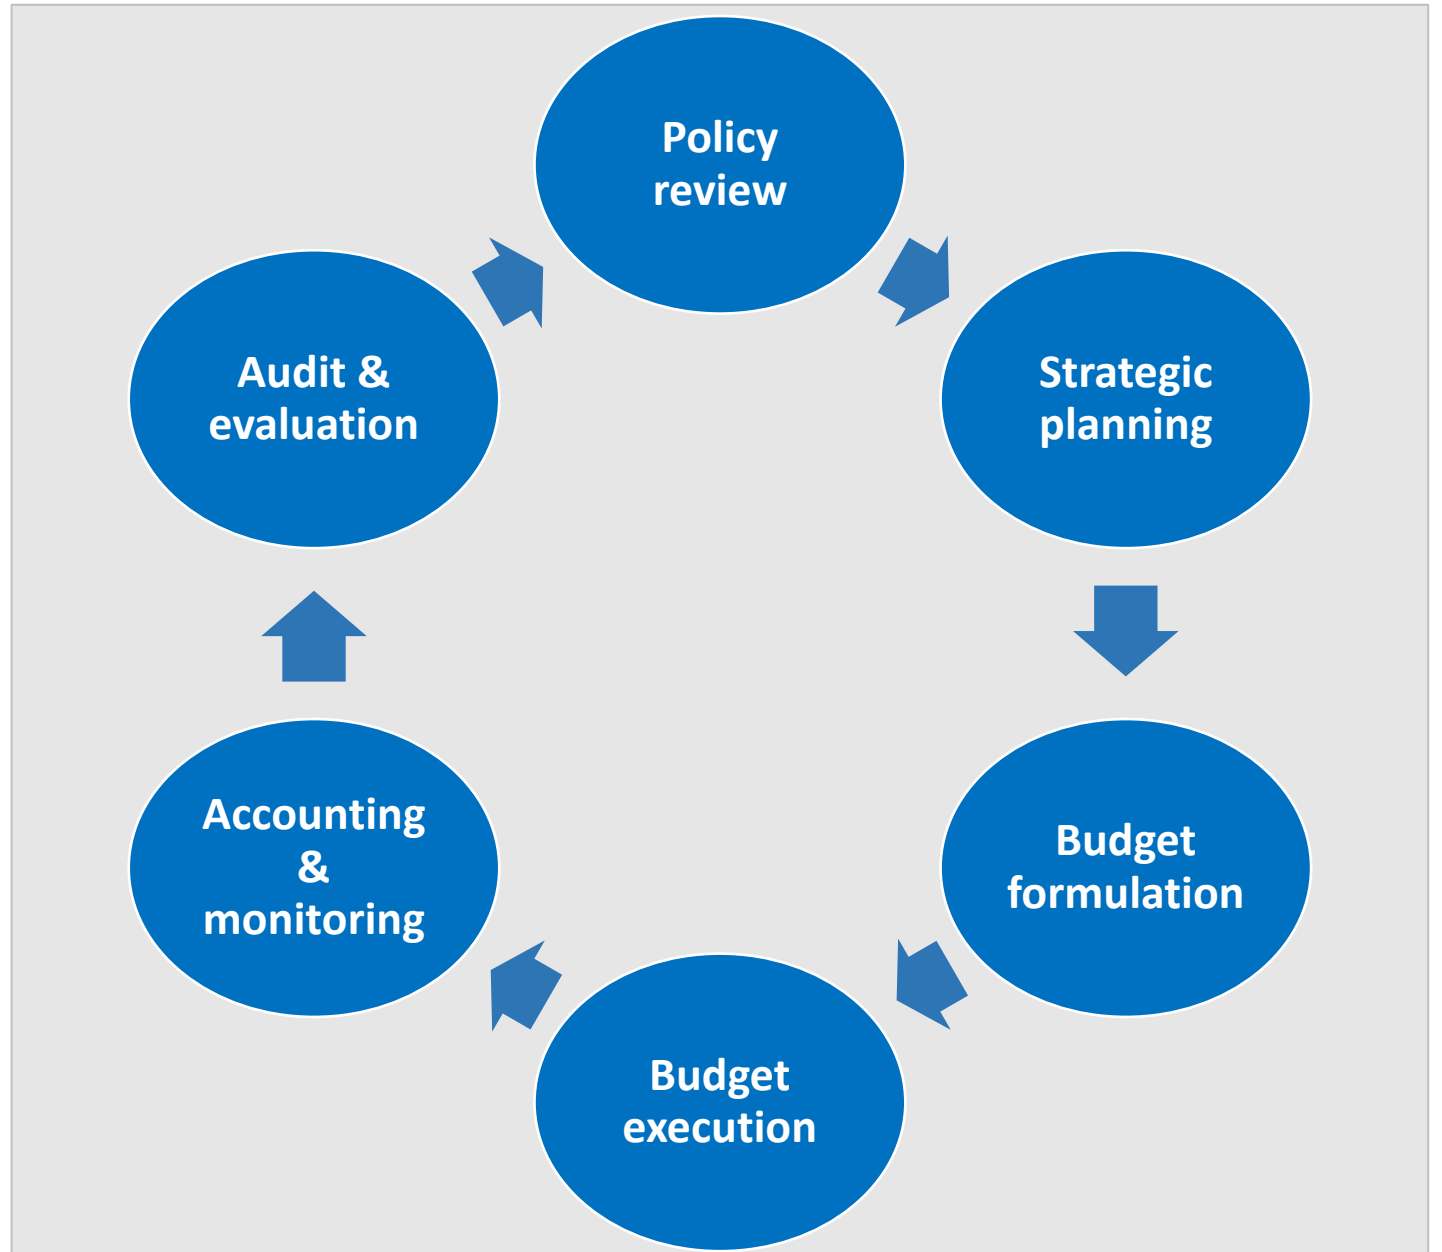 Policy
review
Strategic
planning
Budget
formulation
Budget
execution
Accounting
&
monitoring
Audit &
evaluation